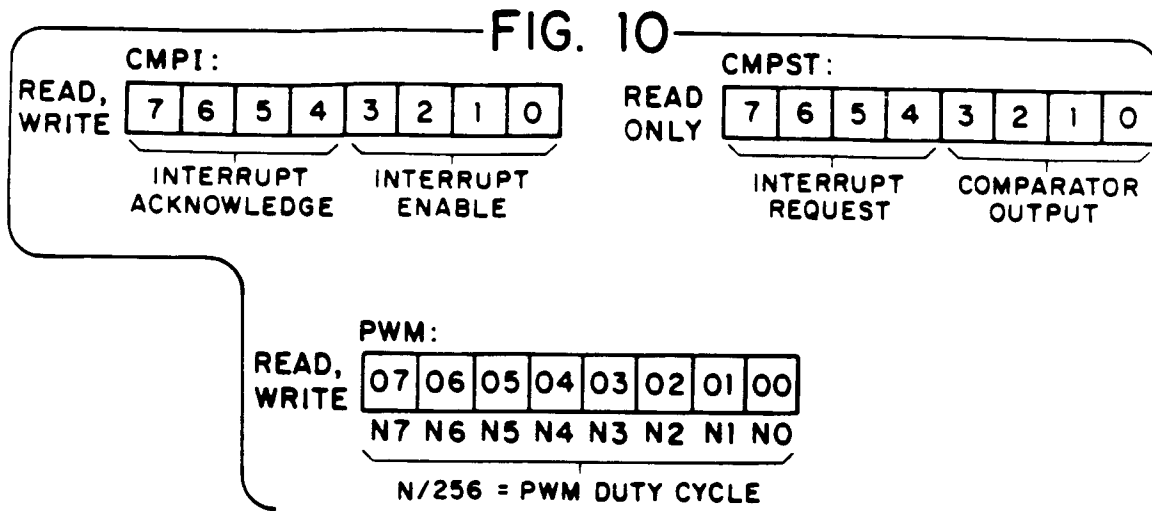 FIG. 10
CMPI:
READ, WRITE
7 6 5 4 3 2 1 0
INTERRUPT ACKNOWLEDGE
INTERRUPT ENABLE
CMPST:
READ ONLY
7 6 5 4 3 2 1 0
INTERRUPT REQUEST
COMPARATOR OUTPUT
PWM:
READ, WRITE
07 06 05 04 03 02 01 00
N7 N6 N5 N4 N3 N2 N1 N0
N/256 = PWM DUTY CYCLE